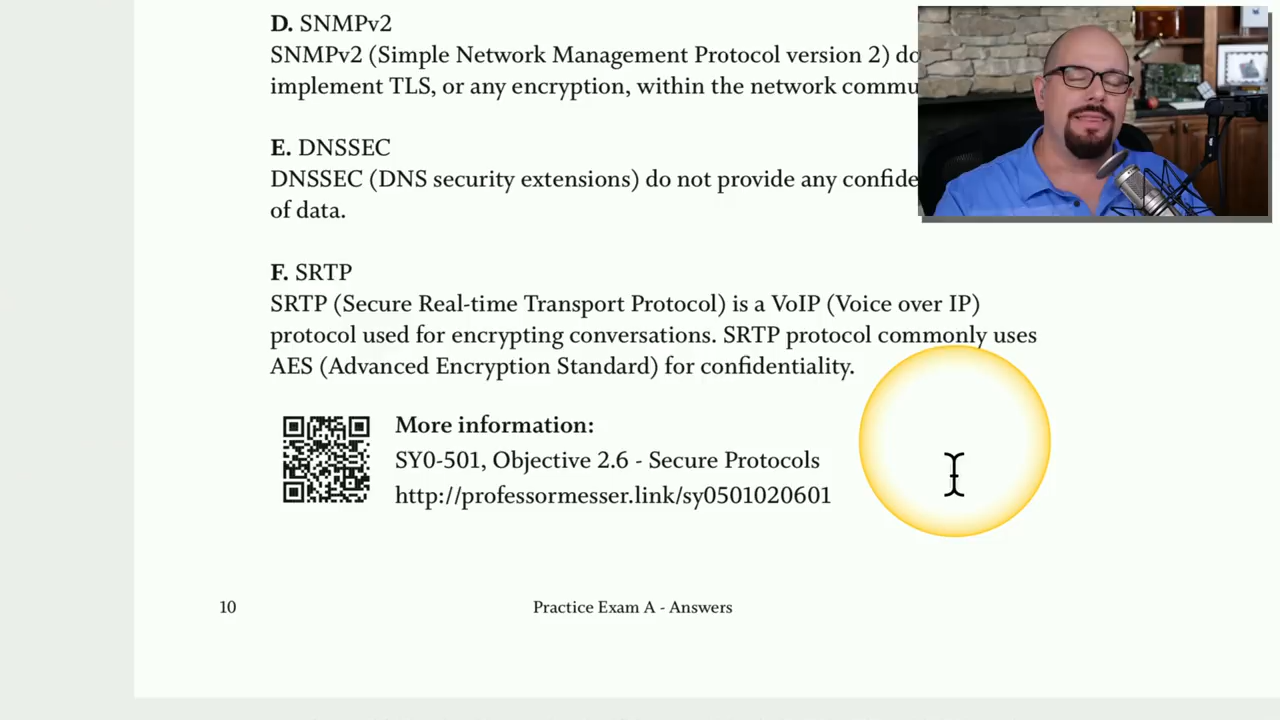 D. SNMPv2
SNMPv2 (Simple Network Management Protocol version 2) do
implement TLS, or any encryption, within the network commu
E. DNSSEC
DNSSEC (DNS security extensions) do not provide any confide
of data.
F. SRTP
SRTP (Secure Real-time Transport Protocol) is a VoIP (Voice over IP)
protocol used for encrypting conversations. SRTP protocol commonly uses
AES (Advanced Encryption Standard) for confidentiality.
More information:
SY0-501, Objective 2.6 - Secure Protocols
http://professormesser.link/sy0501020601
10
Practice Exam A - Answers